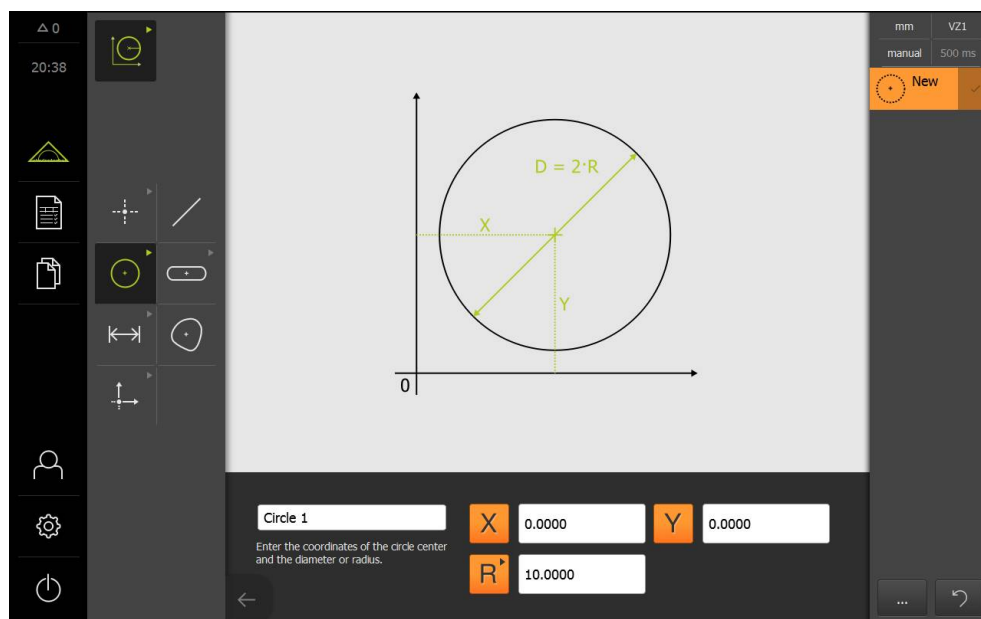 0
20:38
D = 2·R
X
Y
0
mm VZ1
manual 500 ms
New
Circle 1
Enter the coordinates of the circle center
and the diameter or radius.
X 0.0000 Y 0.0000
R 10.0000
...